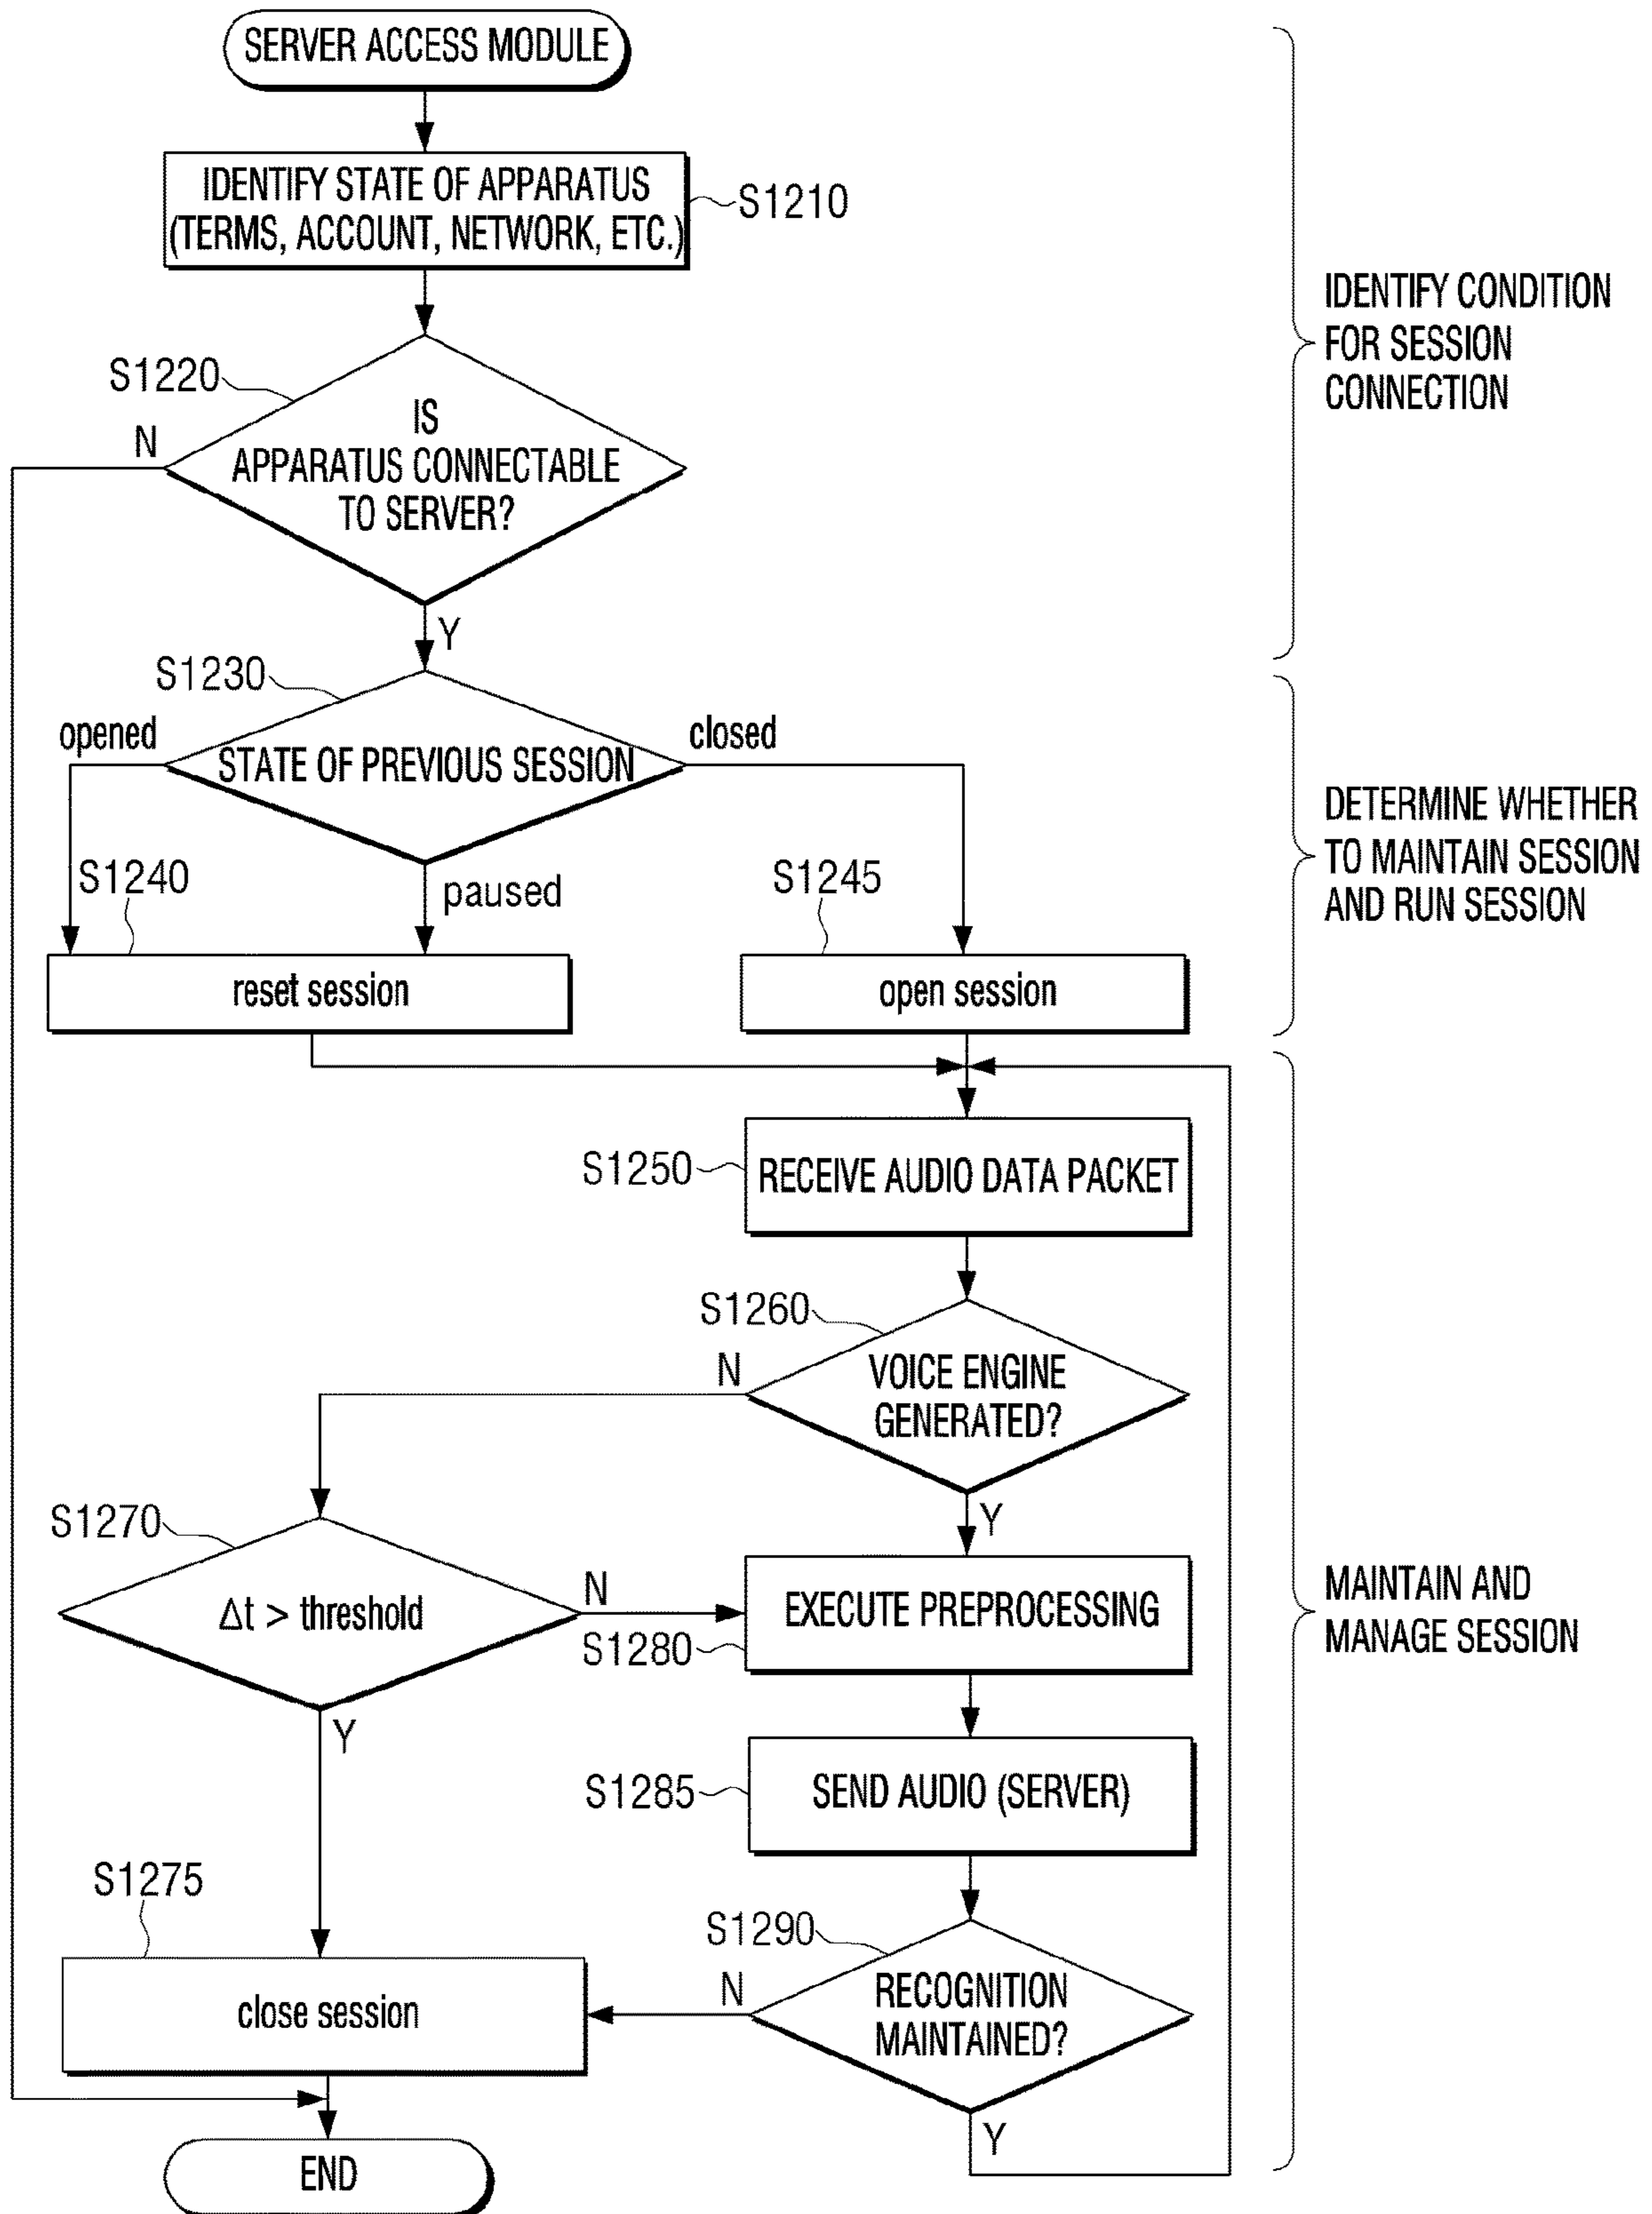 SERVER ACCESS MODULE
IDENTIFY STATE OF APPARATUS
(TERMS, ACCOUNT, NETWORK, ETC.)
S1210
IDENTIFY CONDITION
FOR SESSION
CONNECTION
S1220
N
IS
APPARATUS CONNECTABLE
TO SERVER?
Y
S1230
opened
closed
STATE OF PREVIOUS SESSION
DETERMINE WHETHER
TO MAINTAIN SESSION
AND RUN SESSION
S1240
paused
S1245
reset session
open session
S1250
RECEIVE AUDIO DATA PACKET
S1260
N
VOICE ENGINE
GENERATED?
Y
S1270
Δt > threshold
N
EXECUTE PREPROCESSING
S1280
MAINTAIN AND
MANAGE SESSION
Y
S1285
SEND AUDIO (SERVER)
S1275
S1290
close session
N
RECOGNITION
MAINTAINED?
Y
END